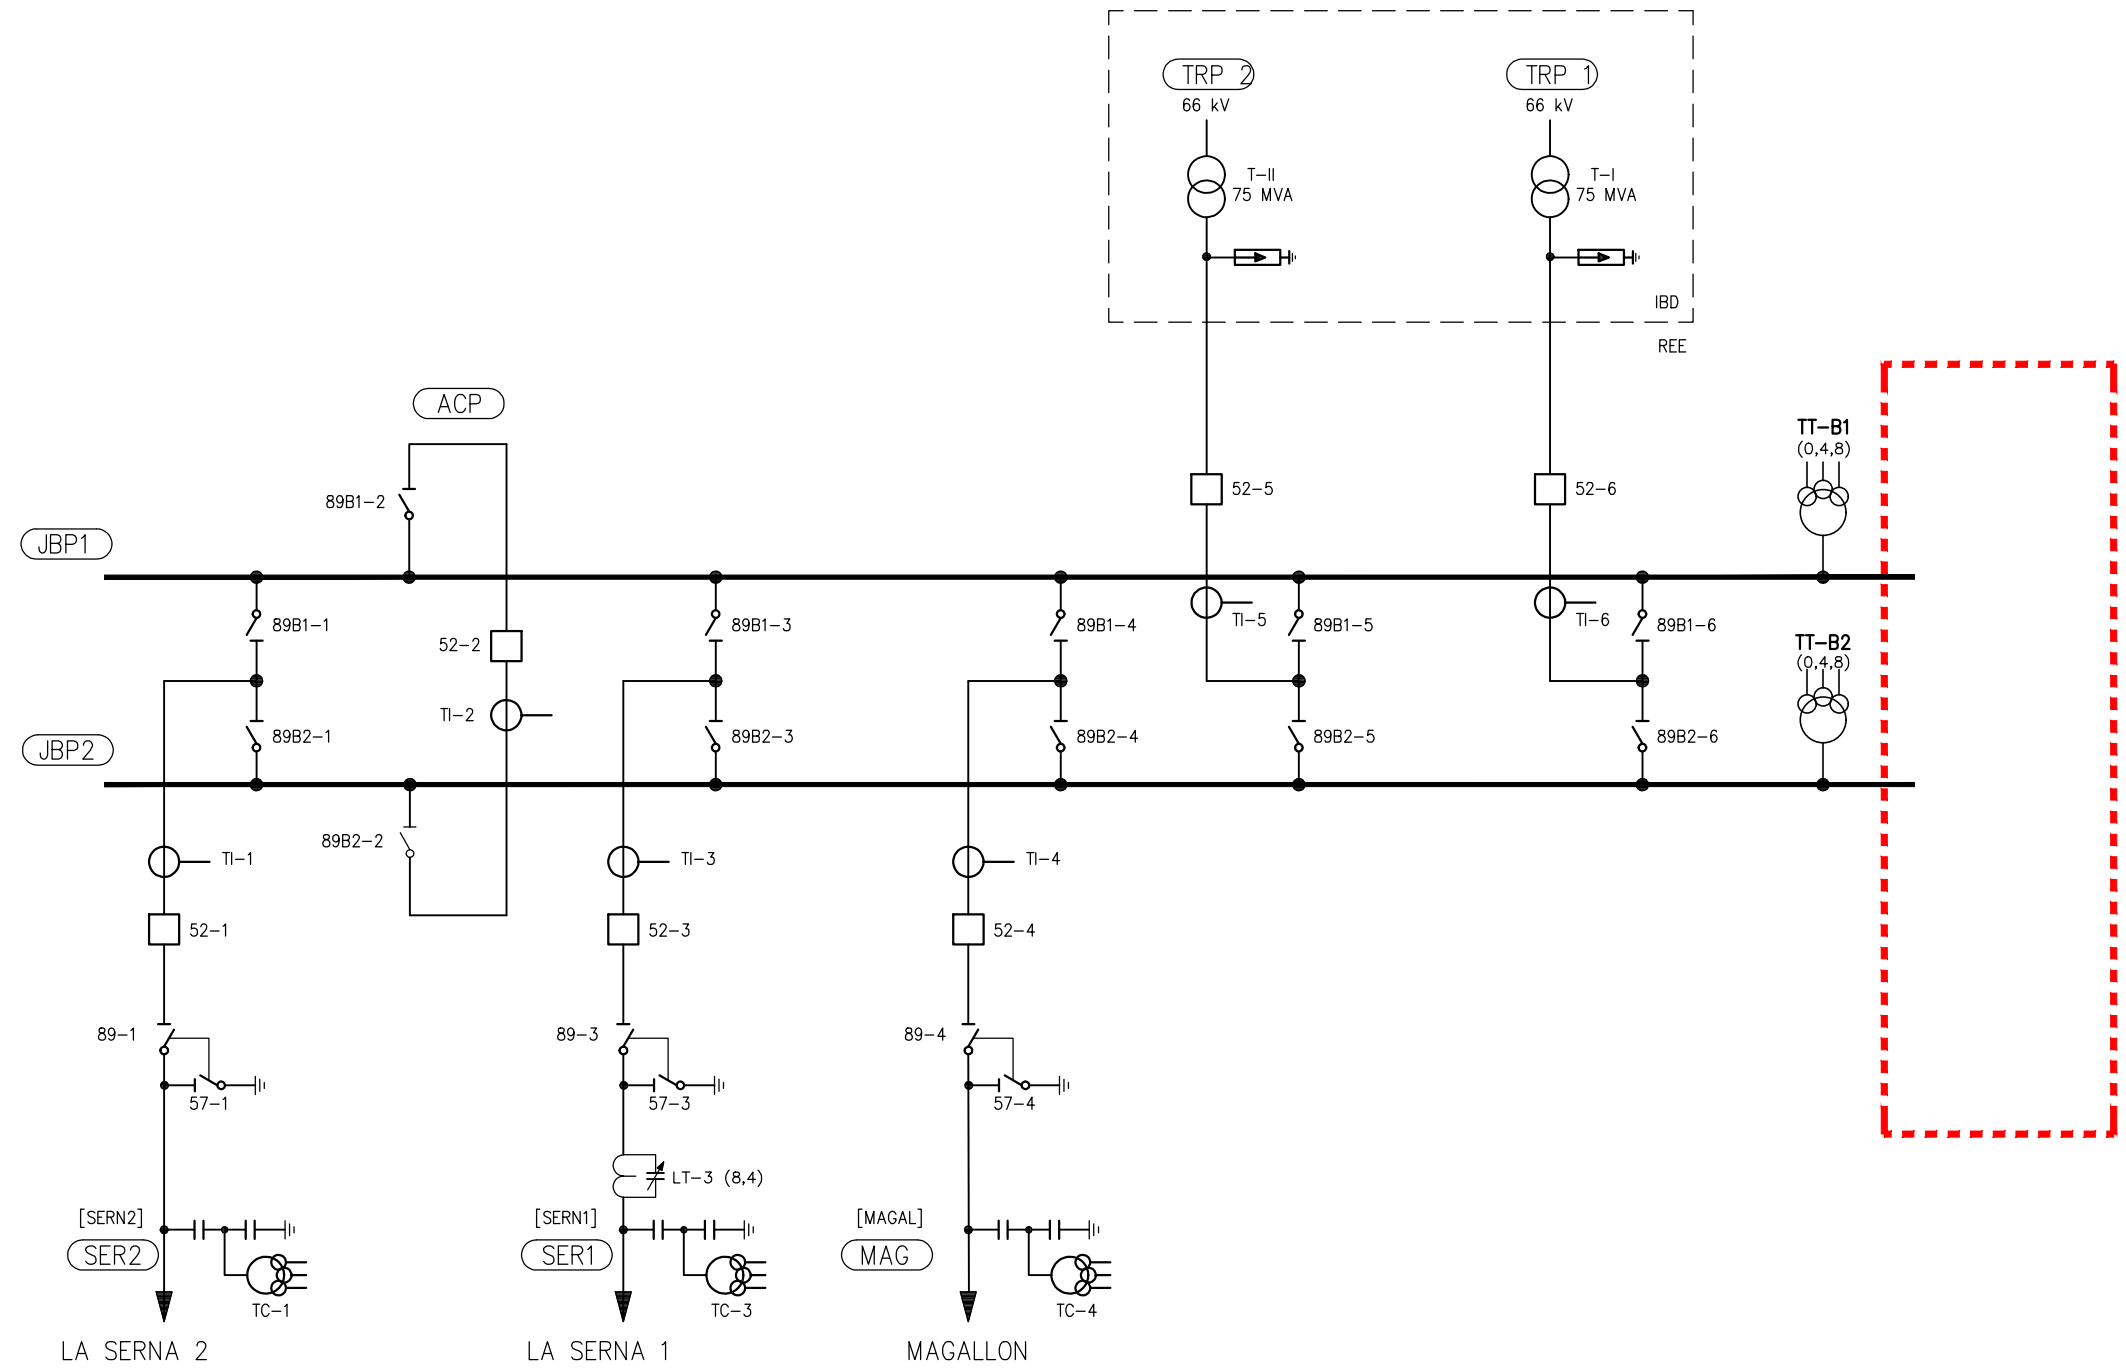 TRP 2
TRP 1
66 kV
66 kV
T-II
75 MVA
T-I
75 MVA
IBD
REE
ACP
TT-B1
(0,4,8)
89B1-2
52-5
52-6
JBP1
89B1-1
52-2
89B1-3
89B1-4
TI-5
89B1-5
TI-6
89B1-6
TT-B2
(0,4,8)
TI-2
JBP2
89B2-1
89B2-3
89B2-4
89B2-5
89B2-6
89B2-2
TI-1
TI-3
TI-4
52-1
52-3
52-4
89-1
89-3
89-4
57-1
57-3
57-4
LT-3 (8,4)
[SERN2]
[SERN1]
[MAGAL]
SER2
SER1
MAG
TC-1
TC-3
TC-4
LA SERNA 2
LA SERNA 1
MAGALLON